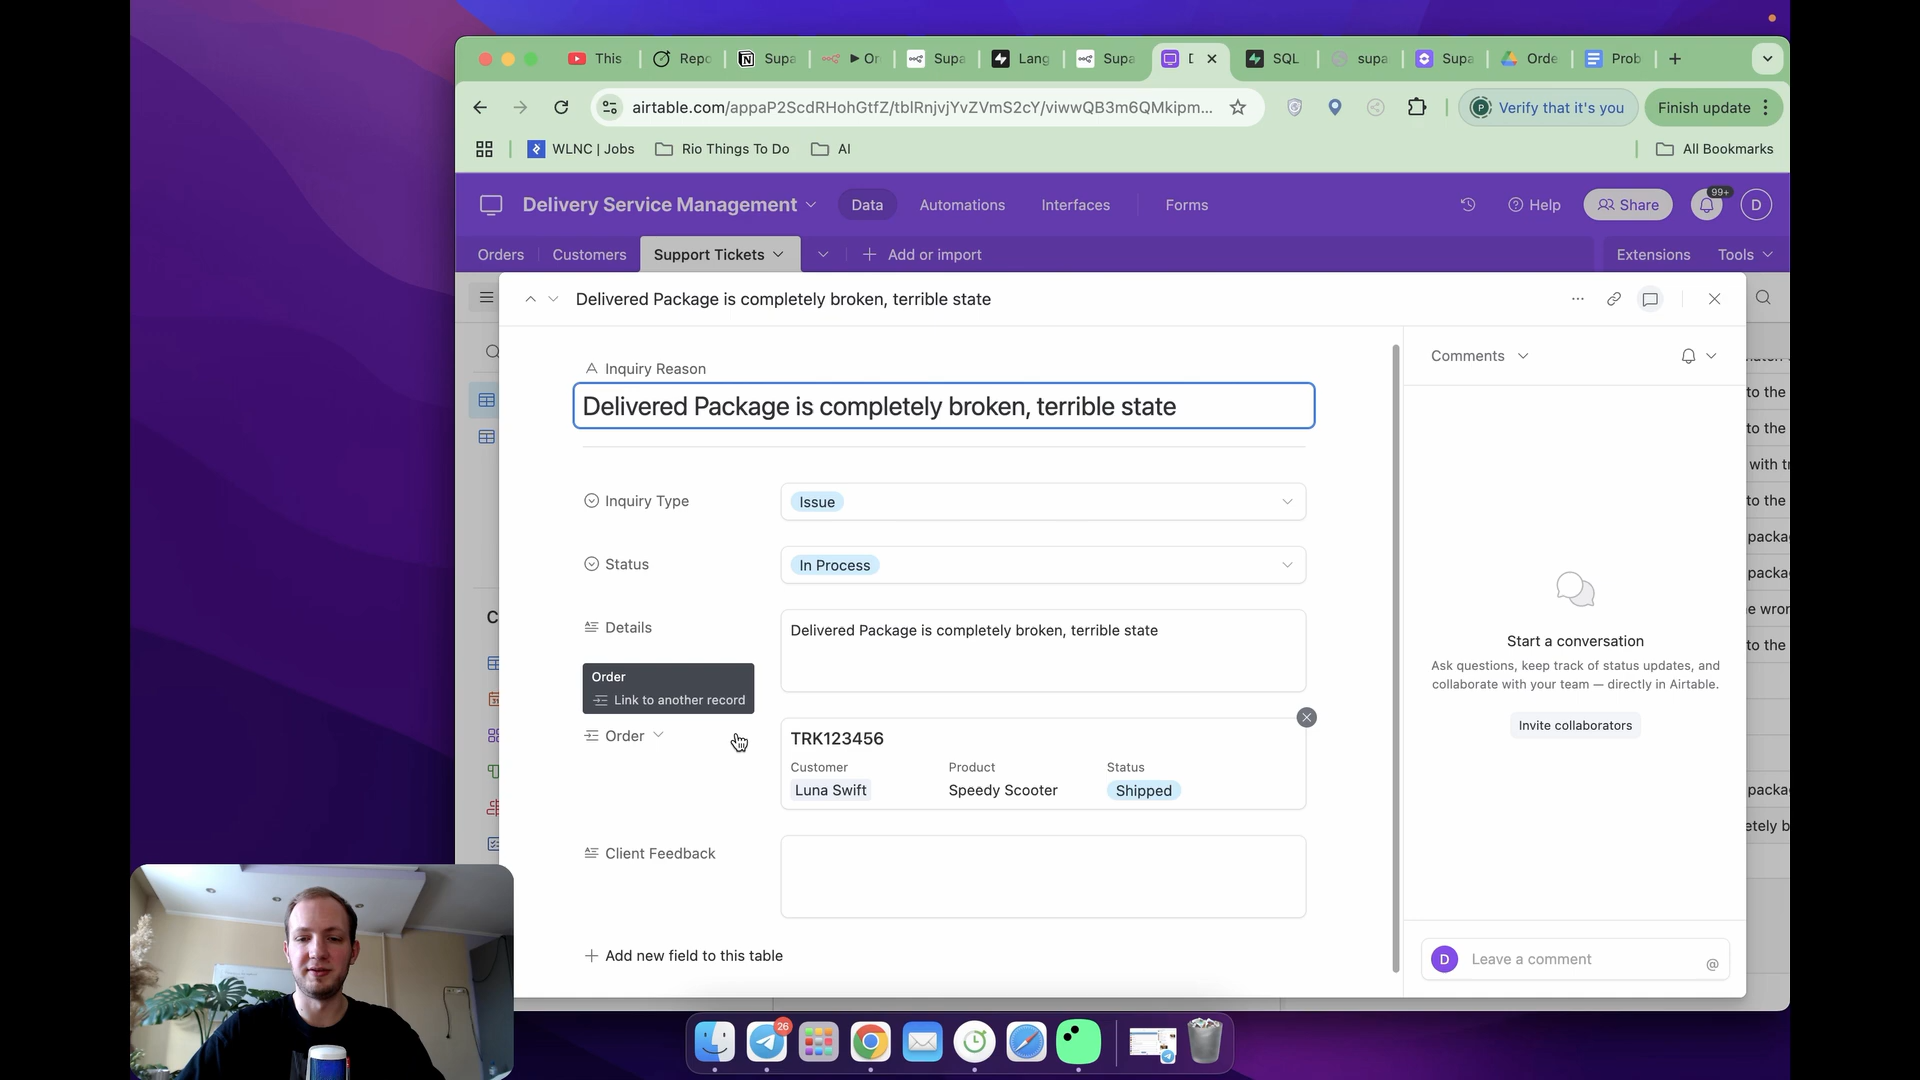 This
Repo
Supa
Or
Supa
Lang
Supa
SQL
supa
Supa
Orde
Prob
airtable.com/appaP2ScdRHohGtfZ/tblRnjvjYvZVmS2cY/viwwQB3m6QMkipm...
Verify that it's you
Finish update
WLNC | Jobs
Rio Things To Do
AI
All Bookmarks
Delivery Service Management
Data
Automations
Interfaces
Forms
Help
Share
99+
D
Orders
Customers
Support Tickets
Add or import
Extensions
Tools
Delivered Package is completely broken, terrible state
Inquiry Reason
Delivered Package is completely broken, terrible state
Inquiry Type
Issue
Status
In Process
Details
Delivered Package is completely broken, terrible state
Order
Link to another record
Order
TRK123456
Customer
Product
Status
Luna Swift
Speedy Scooter
Shipped
Client Feedback
Add new field to this table
Comments
Start a conversation
Ask questions, keep track of status updates, and
collaborate with your team — directly in Airtable.
Invite collaborators
D
Leave a comment
@
to the
to the
with tr
to the
packa
packa
e wron
to the
packa
etely b
26